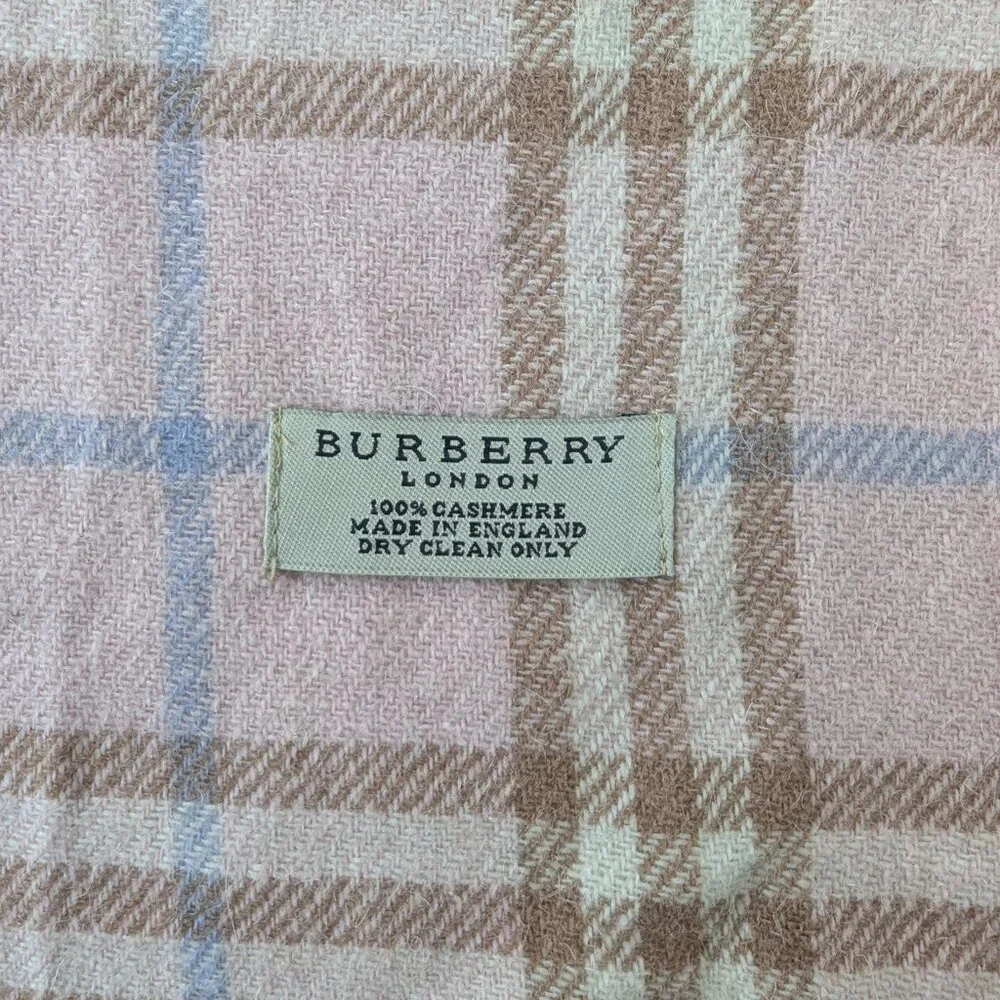 BURBERRY
LONDON
100% CASHMERE
MADE IN ENGLAND
DRY CLEAN ONLY